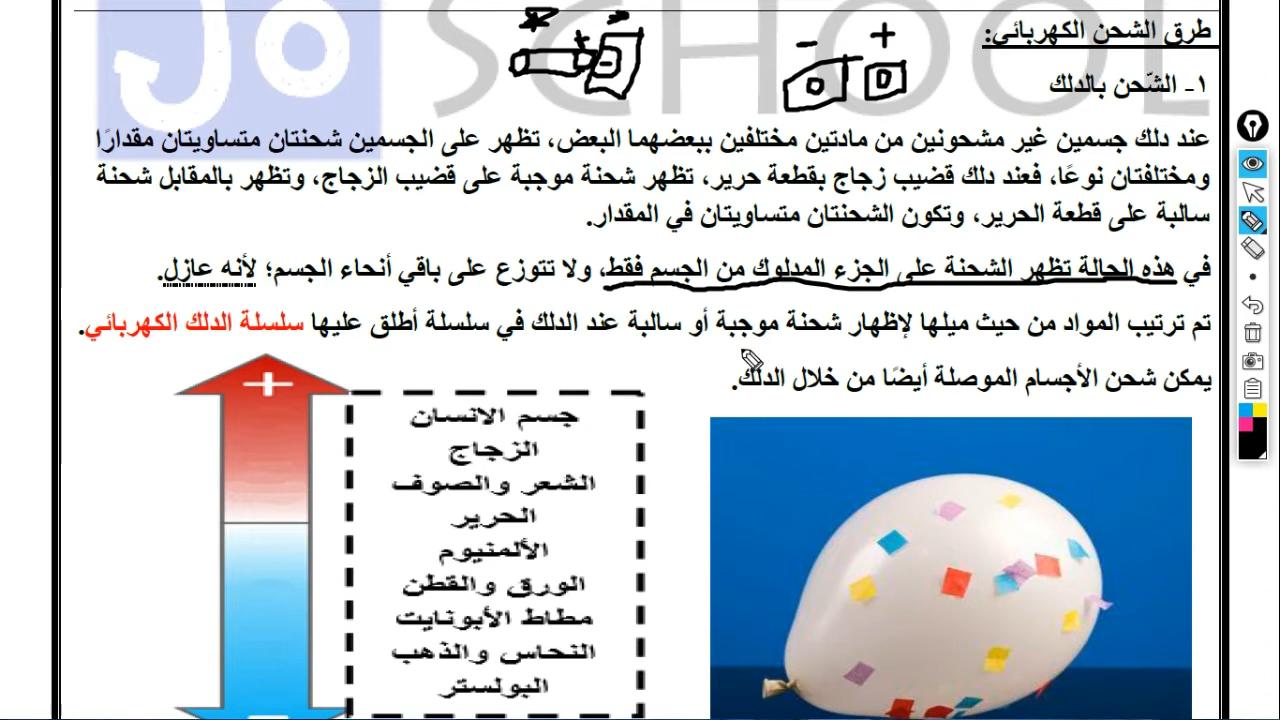 JO SCHOOL
طرق الشحن الكهربائي:
١- الشّحن بالدلك
عند دلك جسمين غير مشحونين من مادتين مختلفين ببعضهما البعض، تظهر على الجسمين شحنتان متساويتان مقدارًا
ومختلفتان نوعًا، فعند دلك قضيب زجاج بقطعة حرير، تظهر شحنة موجبة على قضيب الزجاج، وتظهر بالمقابل شحنة
سالبة على قطعة الحرير، وتكون الشحنتان متساويتان في المقدار.
في هذه الحالة تظهر الشحنة على الجزء المدلوك من الجسم فقط، ولا تتوزع على باقي أنحاء الجسم؛ لأنه عازل.
تم ترتيب المواد من حيث ميلها لإظهار شحنة موجبة أو سالبة عند الدلك في سلسلة أطلق عليها سلسلة الدلك الكهربائي.
يمكن شحن الأجسام الموصلة أيضًا من خلال الدلك.
+
جسم الانسان
الزجاج
الشعر والصوف
الحرير
الألمنيوم
الورق والقطن
مطاط الأبونايت
النحاس والذهب
البولستر